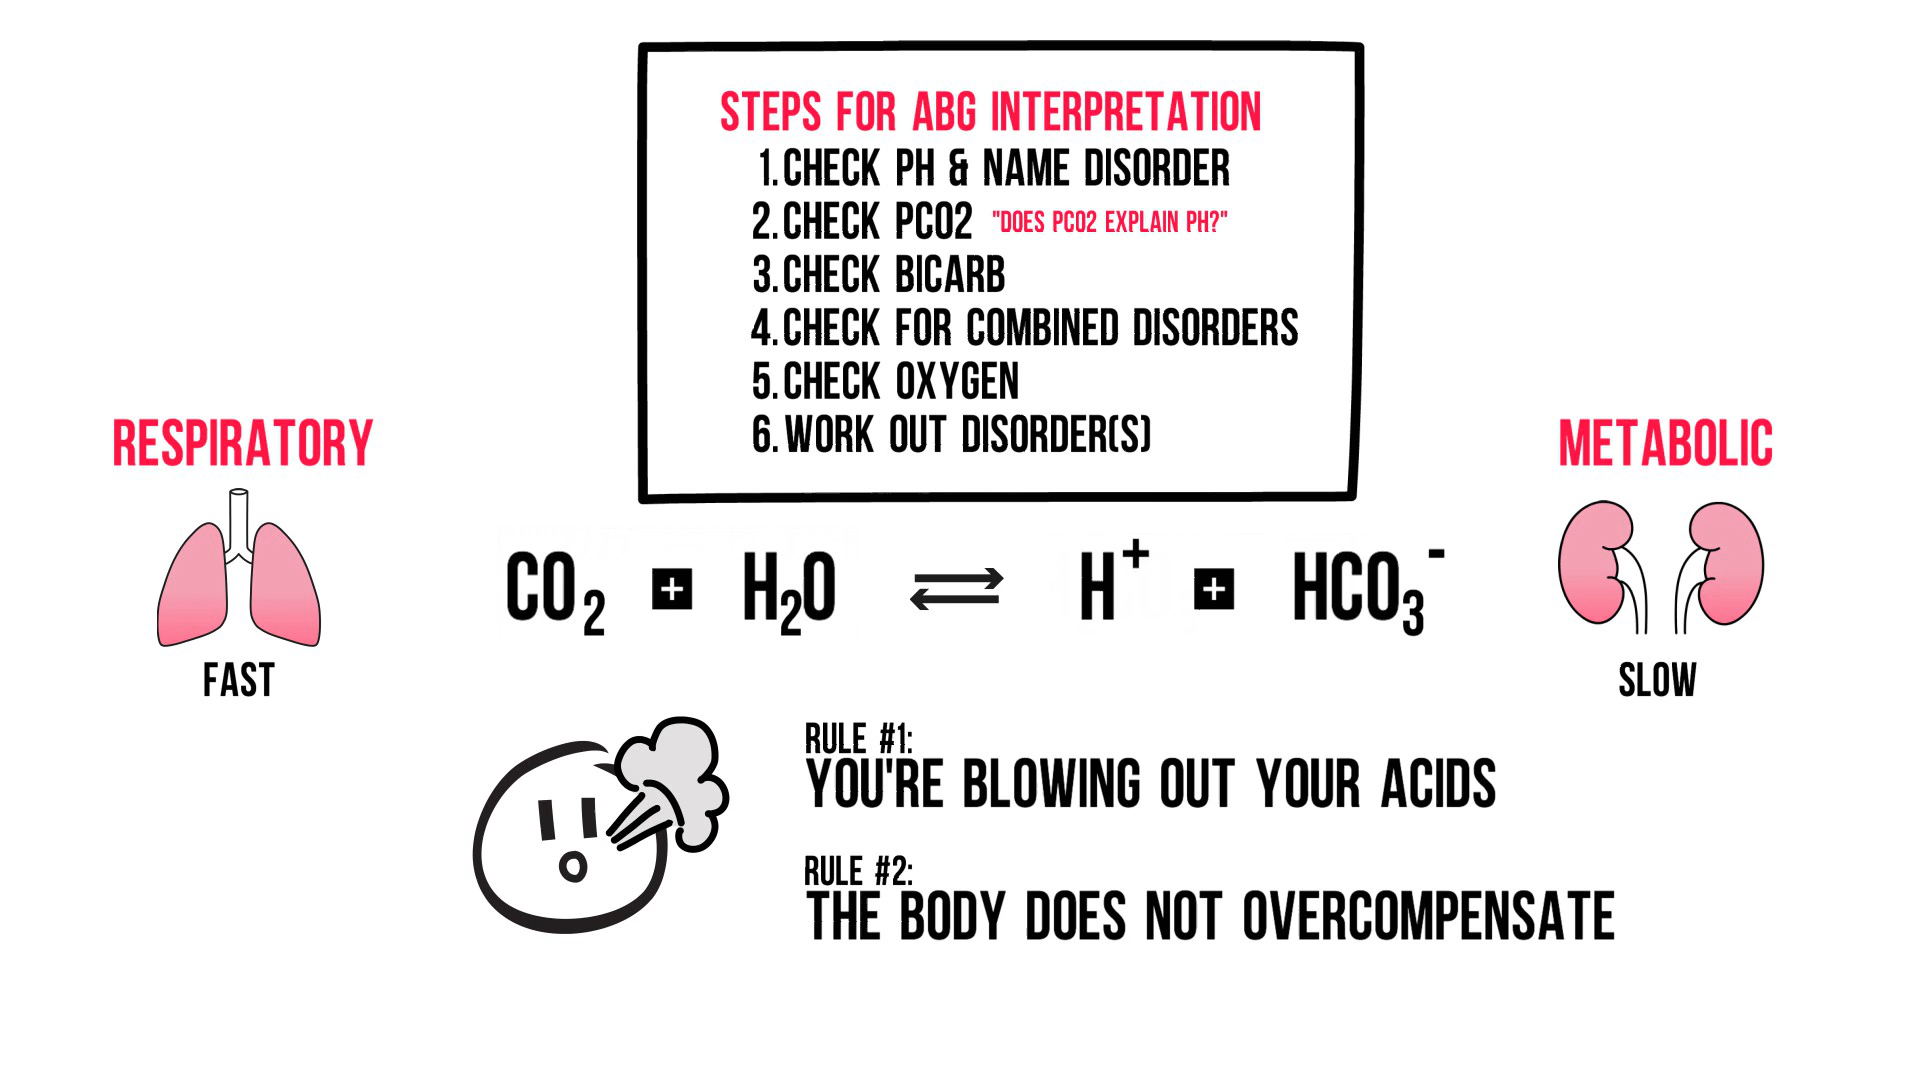 STEPS FOR ABG INTERPRETATION
1. CHECK PH & NAME DISORDER
2. CHECK PCO2 "DOES PCO2 EXPLAIN PH?"
3. CHECK BICARB
4. CHECK FOR COMBINED DISORDERS
5. CHECK OXYGEN
6. WORK OUT DISORDER(S)
RESPIRATORY
METABOLIC
CO₂ + H₂O ⇌ H⁺ + HCO₃⁻
FAST
SLOW
RULE #1:
YOU'RE BLOWING OUT YOUR ACIDS
RULE #2:
THE BODY DOES NOT OVERCOMPENSATE